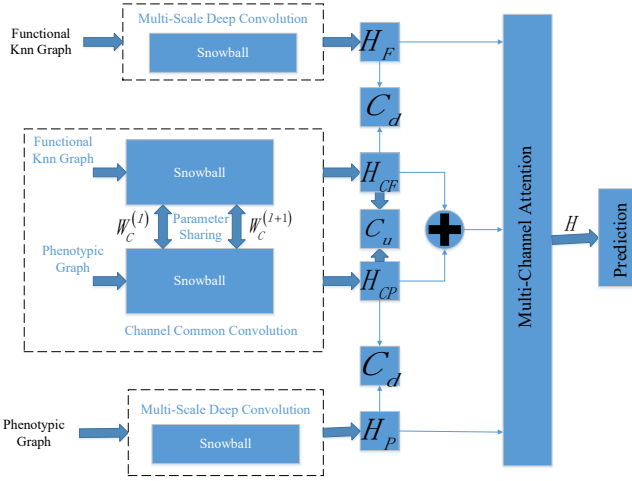 Multi-Scale Deep Convolution
Functional
Knn Graph
Snowball
H_F
C_d
Functional
Knn Graph
Snowball
H_CF
W_C^(1)
Parameter
Sharing
W_C^(1+1)
C_u
Phenotypic
Graph
Snowball
H_CP
Channel Common Convolution
C_d
Multi-Scale Deep Convolution
Phenotypic
Graph
Snowball
H_P
Multi-Channel Attention
H
Prediction